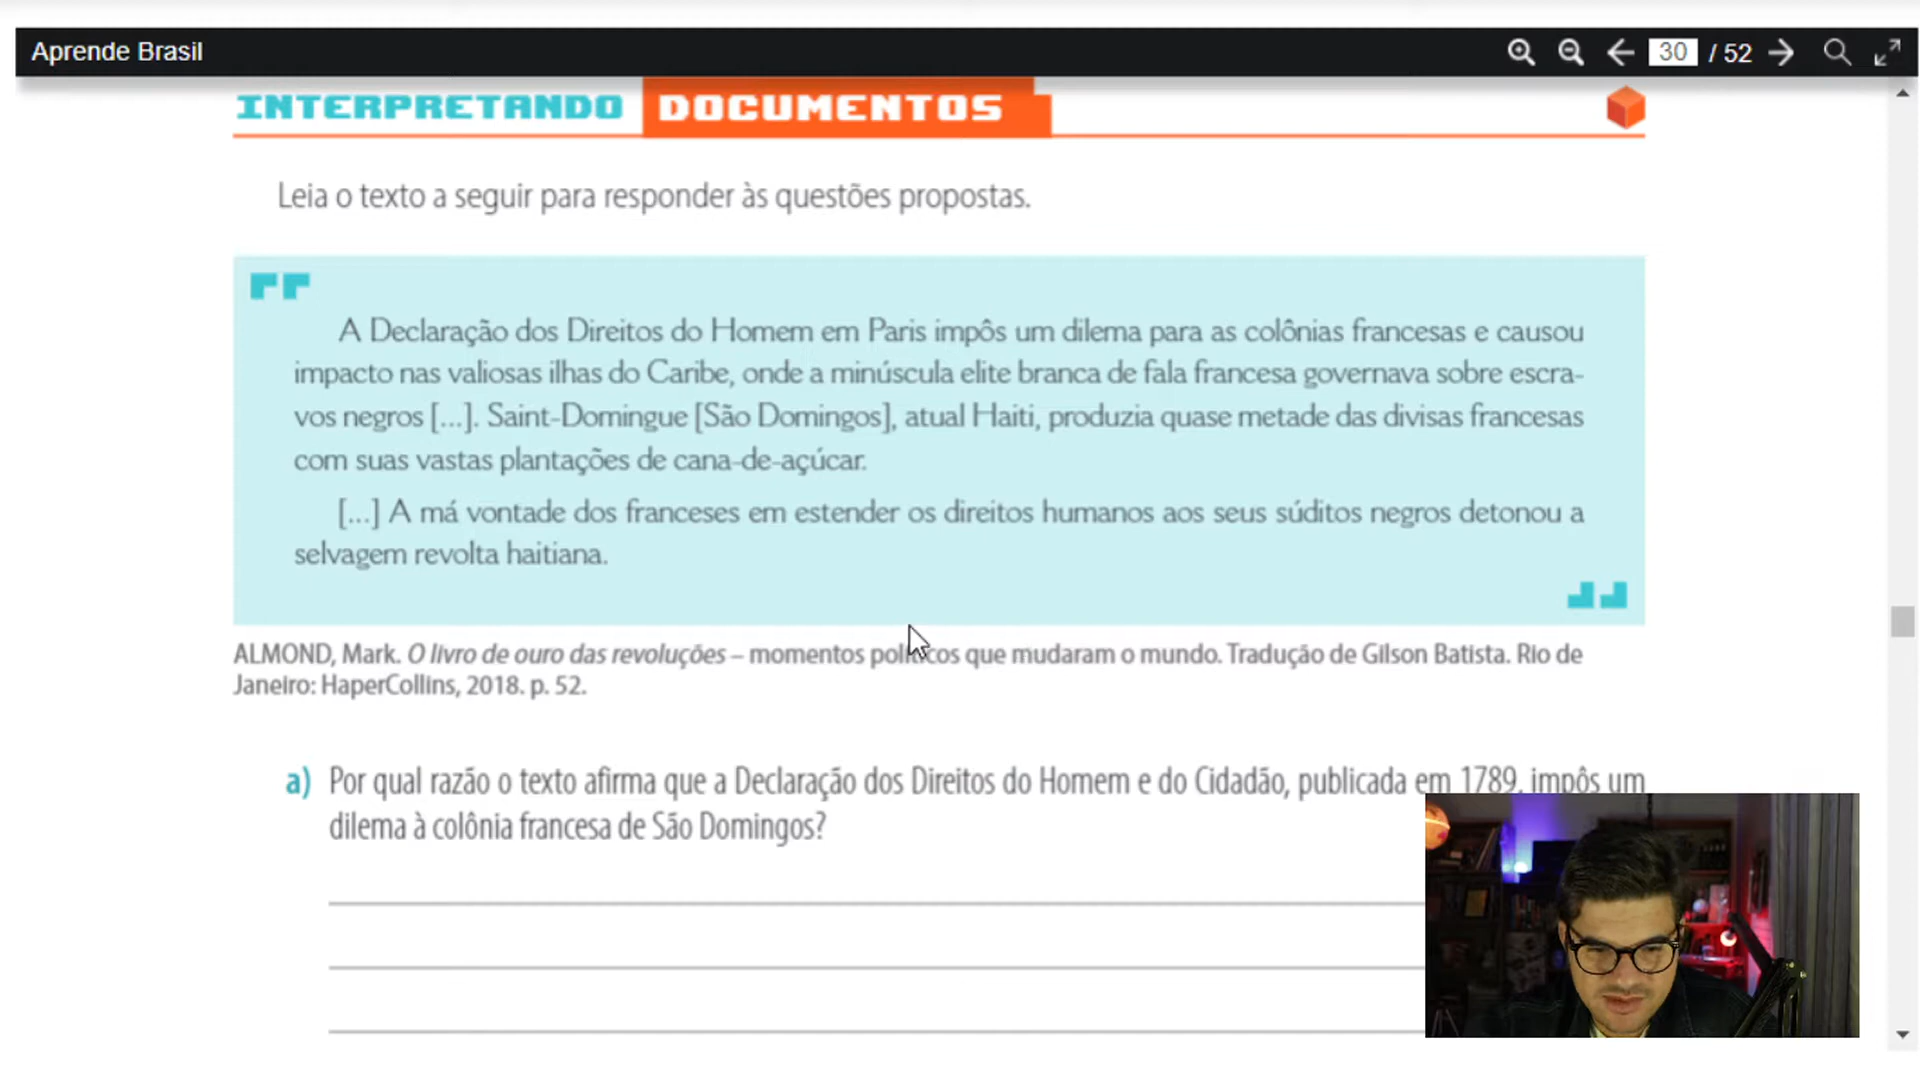 Aprende Brasil
30 / 52
INTERPRETANDO DOCUMENTOS
Leia o texto a seguir para responder às questões propostas.
A Declaração dos Direitos do Homem em Paris impôs um dilema para as colônias francesas e causou
impacto nas valiosas ilhas do Caribe, onde a minúscula elite branca de fala francesa governava sobre escra-
vos negros [...]. Saint-Domingue [São Domingos], atual Haiti, produzia quase metade das divisas francesas
com suas vastas plantações de cana-de-açúcar.
[...] A má vontade dos franceses em estender os direitos humanos aos seus súditos negros detonou a
selvagem revolta haitiana.
ALMOND, Mark. O livro de ouro das revoluções – momentos políticos que mudaram o mundo. Tradução de Gilson Batista. Rio de
Janeiro: HaperCollins, 2018. p. 52.
a) Por qual razão o texto afirma que a Declaração dos Direitos do Homem e do Cidadão, publicada em 1789, impôs um
dilema à colônia francesa de São Domingos?